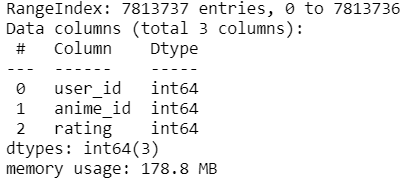 RangeIndex: 7813737 entries, 0 to 7813736
Data columns (total 3 columns):
 #   Column    Dtype
---  ------    -----
 0   user_id   int64
 1   anime_id  int64
 2   rating    int64
dtypes: int64(3)
memory usage: 178.8 MB